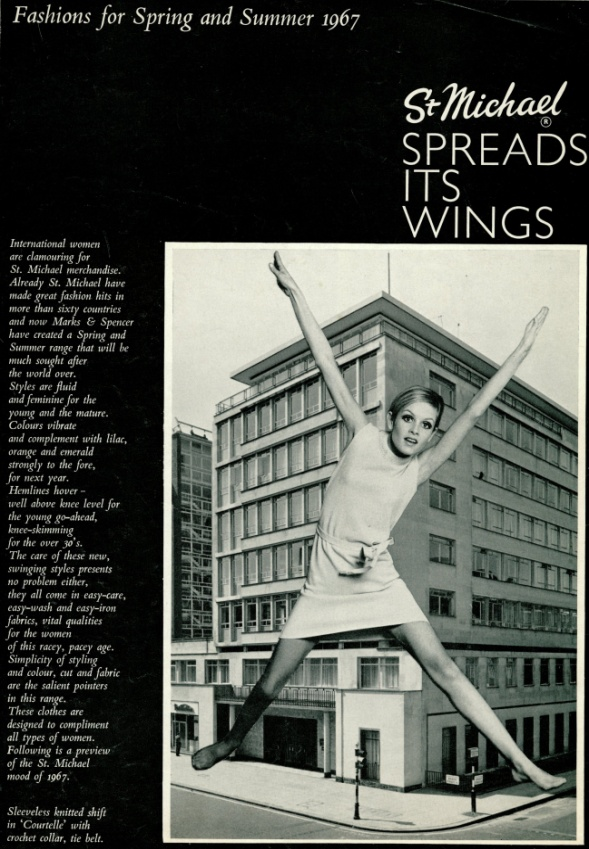 Fashions for Spring and Summer 1967
St Michael
®
SPREADS
ITS
WINGS
International women
are clamouring for
St. Michael merchandise.
Already St. Michael have
made great fashion hits in
more than sixty countries
and now Marks & Spencer
have created a Spring and
Summer range that will be
much sought after
the world over.
Styles are fluid
and feminine for the
young and the mature.
Colours vibrate
and complement with lilac,
orange and emerald
strongly to the fore,
for next year.
Hemlines hover –
well above knee level for
the young go-ahead,
knee-skimming
for the over 30's.
The care of these new,
swinging styles presents
no problem either,
they all come in easy-care,
easy-wash and easy-iron
fabrics, vital qualities
for the women
of this racey, pacey age.
Simplicity of styling
and colour, cut and fabric
are the salient pointers
in this range.
These clothes are
designed to compliment
all types of women.
Following is a preview
of the St. Michael
mood of 1967.
Sleeveless knitted shift
in 'Courtelle' with
crochet collar, tie belt.